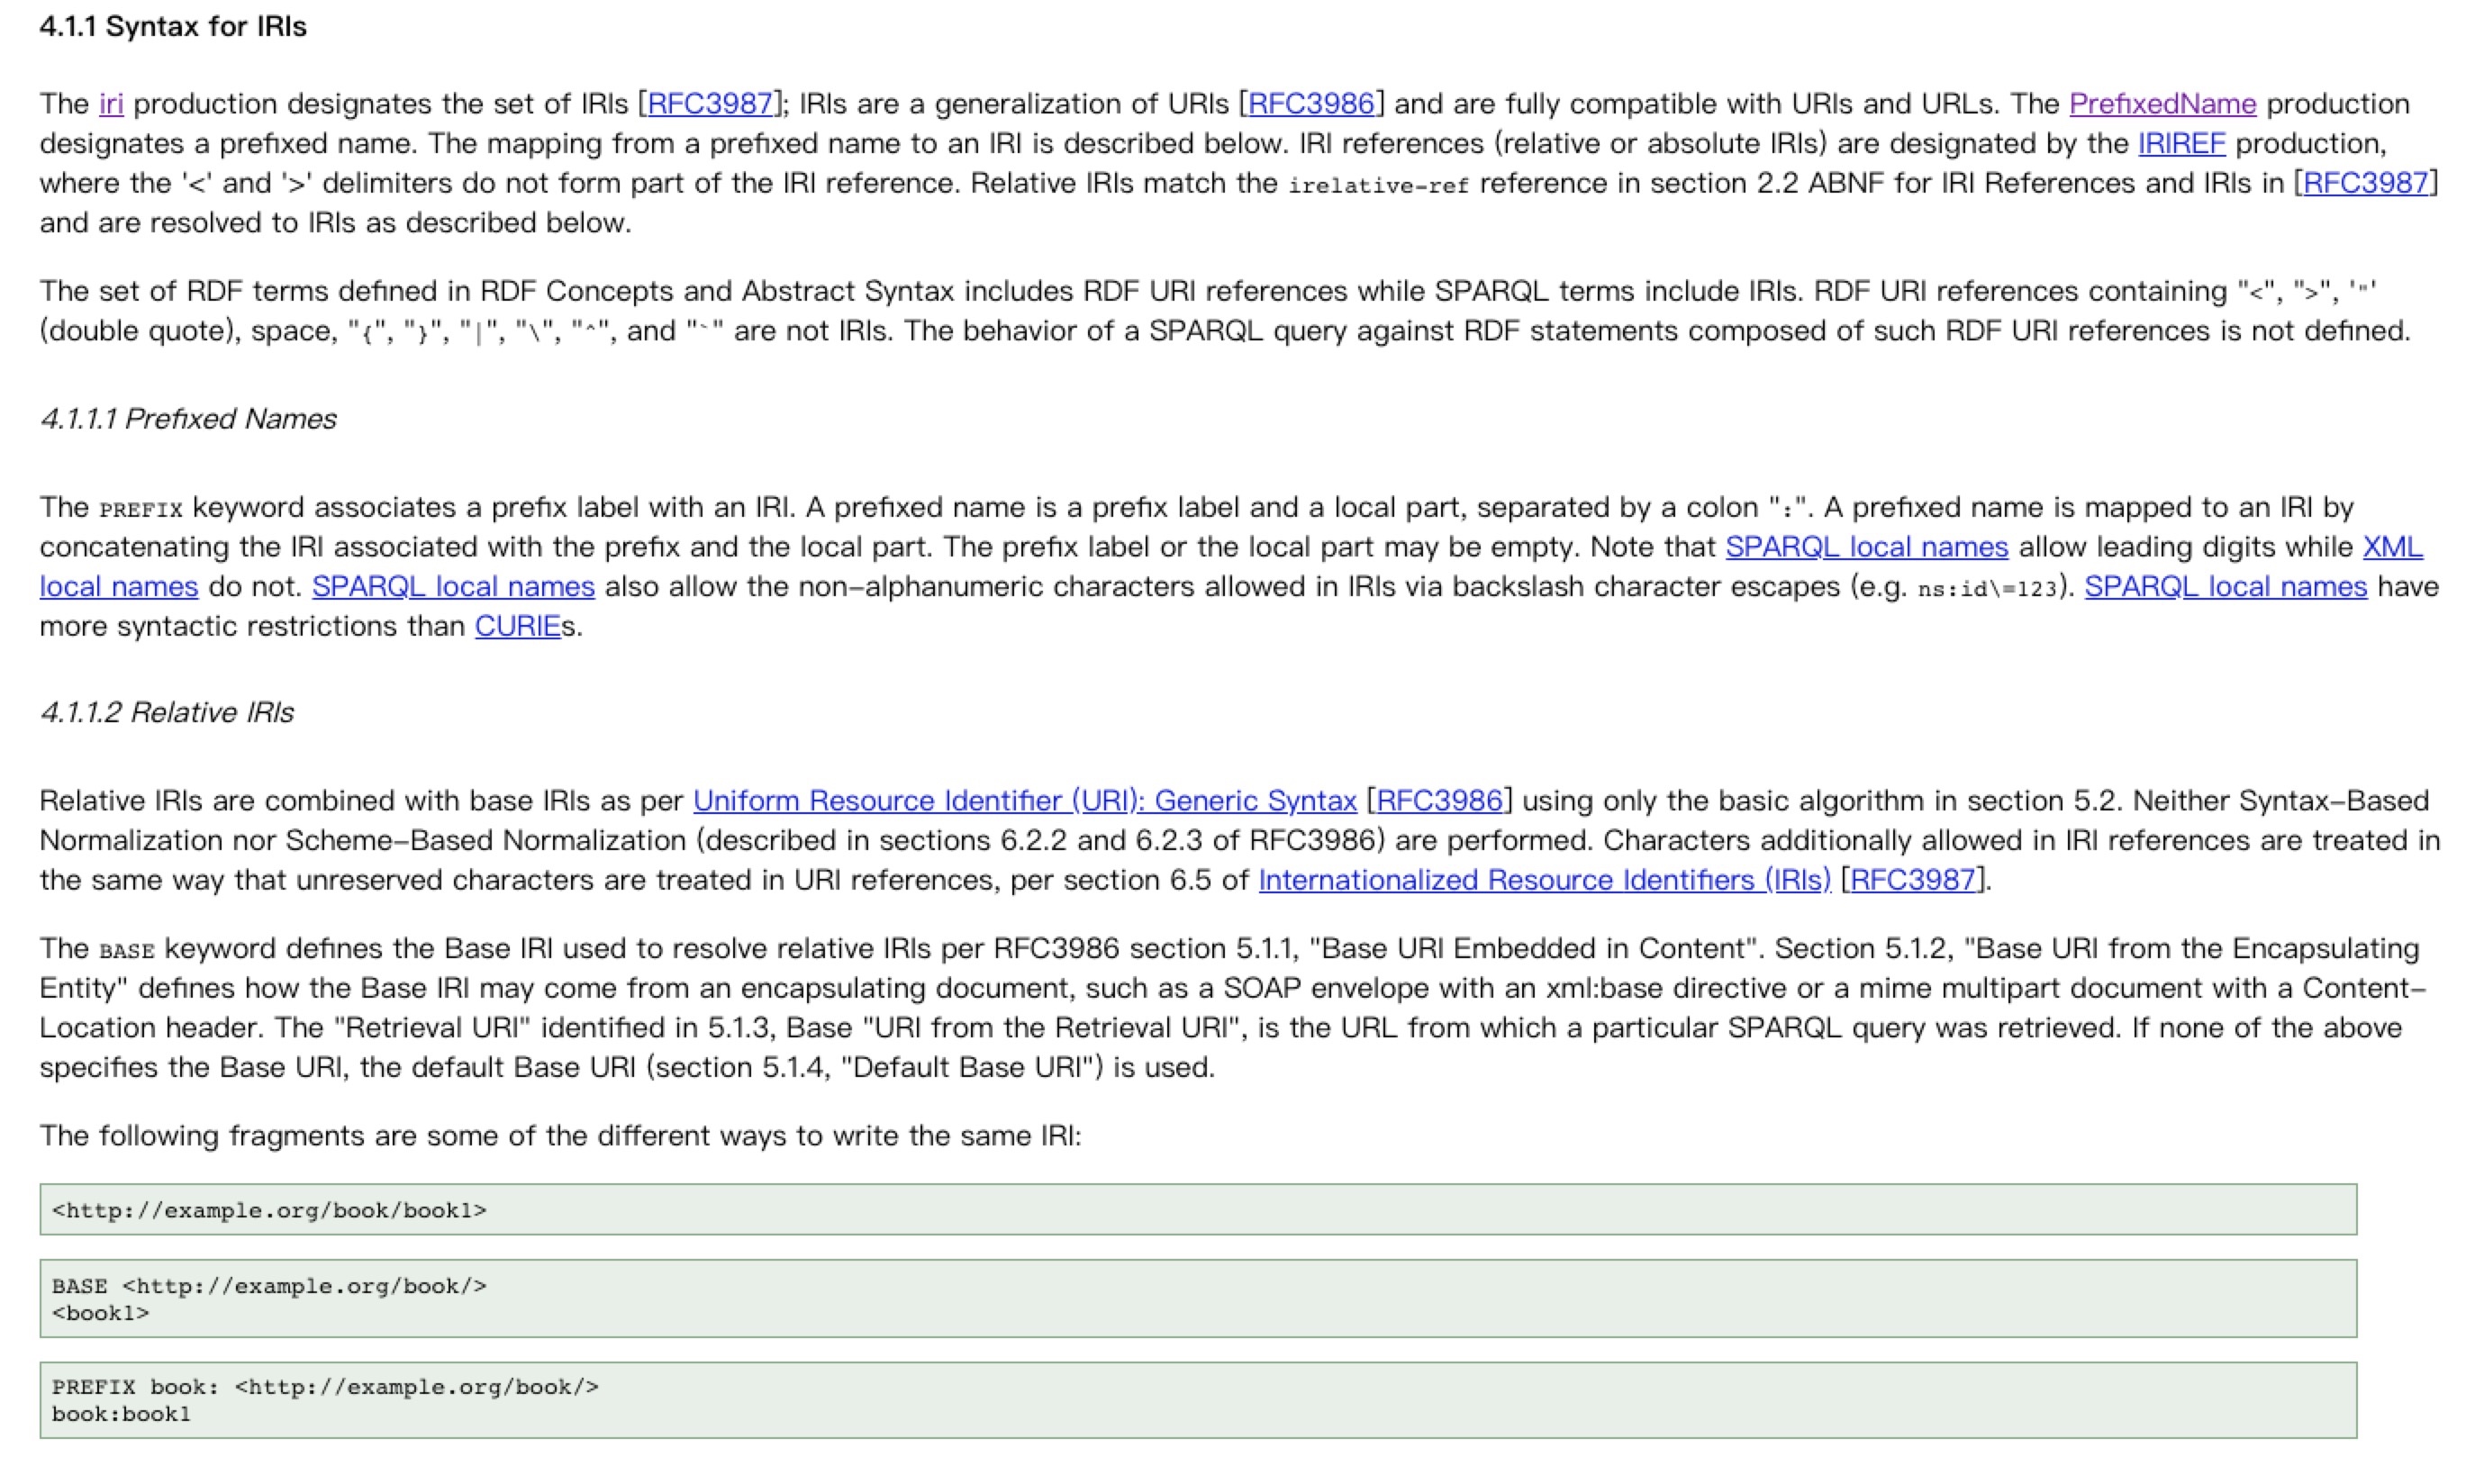 4.1.1 Syntax for IRIs
The iri production designates the set of IRIs [RFC3987]; IRIs are a generalization of URIs [RFC3986] and are fully compatible with URIs and URLs. The PrefixedName production
designates a prefixed name. The mapping from a prefixed name to an IRI is described below. IRI references (relative or absolute IRIs) are designated by the IRIREF production,
where the '<' and '>' delimiters do not form part of the IRI reference. Relative IRIs match the irelative-ref reference in section 2.2 ABNF for IRI References and IRIs in [RFC3987]
and are resolved to IRIs as described below.
The set of RDF terms defined in RDF Concepts and Abstract Syntax includes RDF URI references while SPARQL terms include IRIs. RDF URI references containing "<", ">", '"'
(double quote), space, "{", "}", "|", "\", "^", and "`" are not IRIs. The behavior of a SPARQL query against RDF statements composed of such RDF URI references is not defined.
4.1.1.1 Prefixed Names
The PREFIX keyword associates a prefix label with an IRI. A prefixed name is a prefix label and a local part, separated by a colon ":". A prefixed name is mapped to an IRI by
concatenating the IRI associated with the prefix and the local part. The prefix label or the local part may be empty. Note that SPARQL local names allow leading digits while XML
local names do not. SPARQL local names also allow the non-alphanumeric characters allowed in IRIs via backslash character escapes (e.g. ns:id\=123). SPARQL local names have
more syntactic restrictions than CURIEs.
4.1.1.2 Relative IRIs
Relative IRIs are combined with base IRIs as per Uniform Resource Identifier (URI): Generic Syntax [RFC3986] using only the basic algorithm in section 5.2. Neither Syntax-Based
Normalization nor Scheme-Based Normalization (described in sections 6.2.2 and 6.2.3 of RFC3986) are performed. Characters additionally allowed in IRI references are treated in
the same way that unreserved characters are treated in URI references, per section 6.5 of Internationalized Resource Identifiers (IRIs) [RFC3987].
The BASE keyword defines the Base IRI used to resolve relative IRIs per RFC3986 section 5.1.1, "Base URI Embedded in Content". Section 5.1.2, "Base URI from the Encapsulating
Entity" defines how the Base IRI may come from an encapsulating document, such as a SOAP envelope with an xml:base directive or a mime multipart document with a Content-
Location header. The "Retrieval URI" identified in 5.1.3, Base "URI from the Retrieval URI", is the URL from which a particular SPARQL query was retrieved. If none of the above
specifies the Base URI, the default Base URI (section 5.1.4, "Default Base URI") is used.
The following fragments are some of the different ways to write the same IRI:
<http://example.org/book/book1>
BASE <http://example.org/book/>
<book1>
PREFIX book: <http://example.org/book/>
book:book1